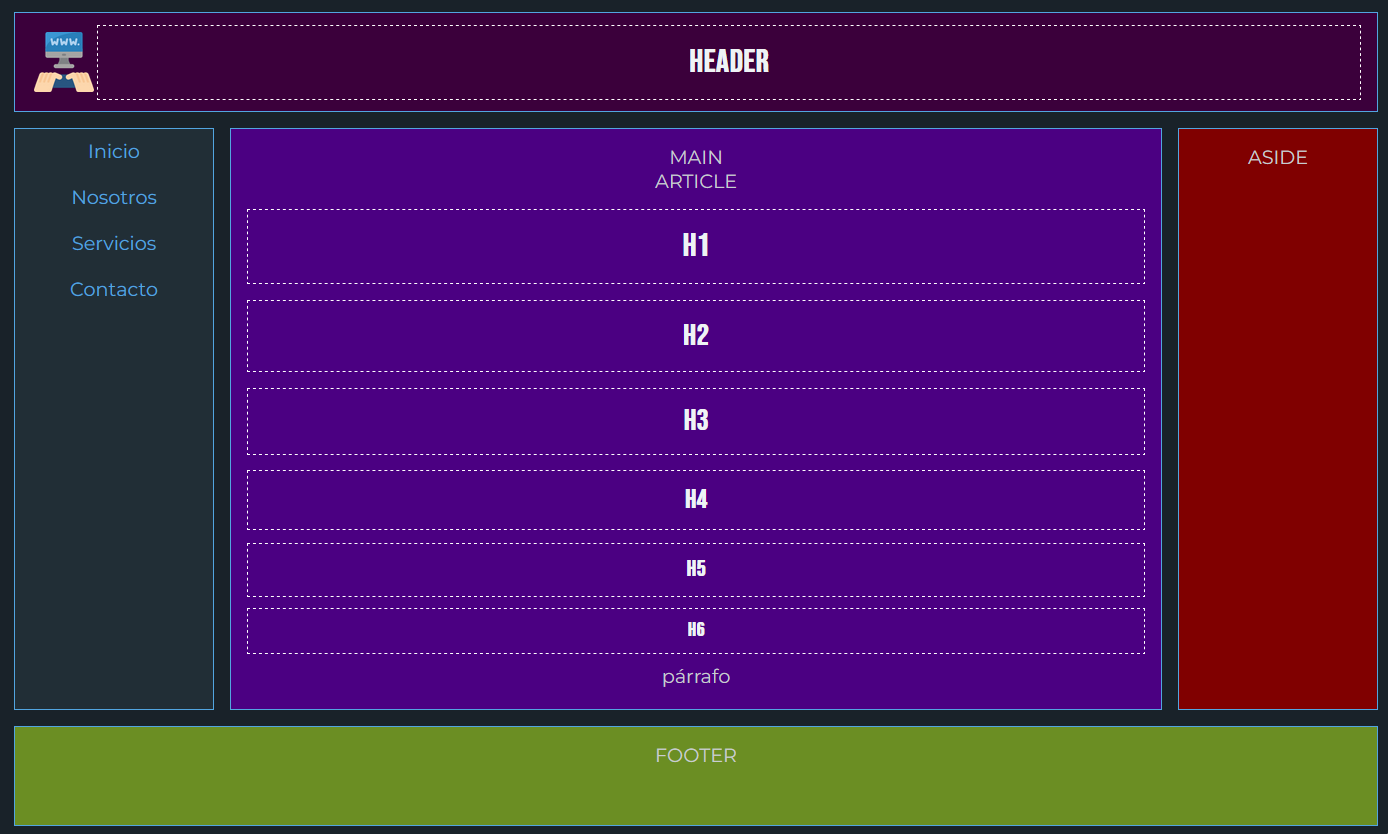 www.
HEADER
Inicio
Nosotros
Servicios
Contacto
MAIN
ARTICLE
H1
H2
H3
H4
H5
H6
párrafo
ASIDE
FOOTER